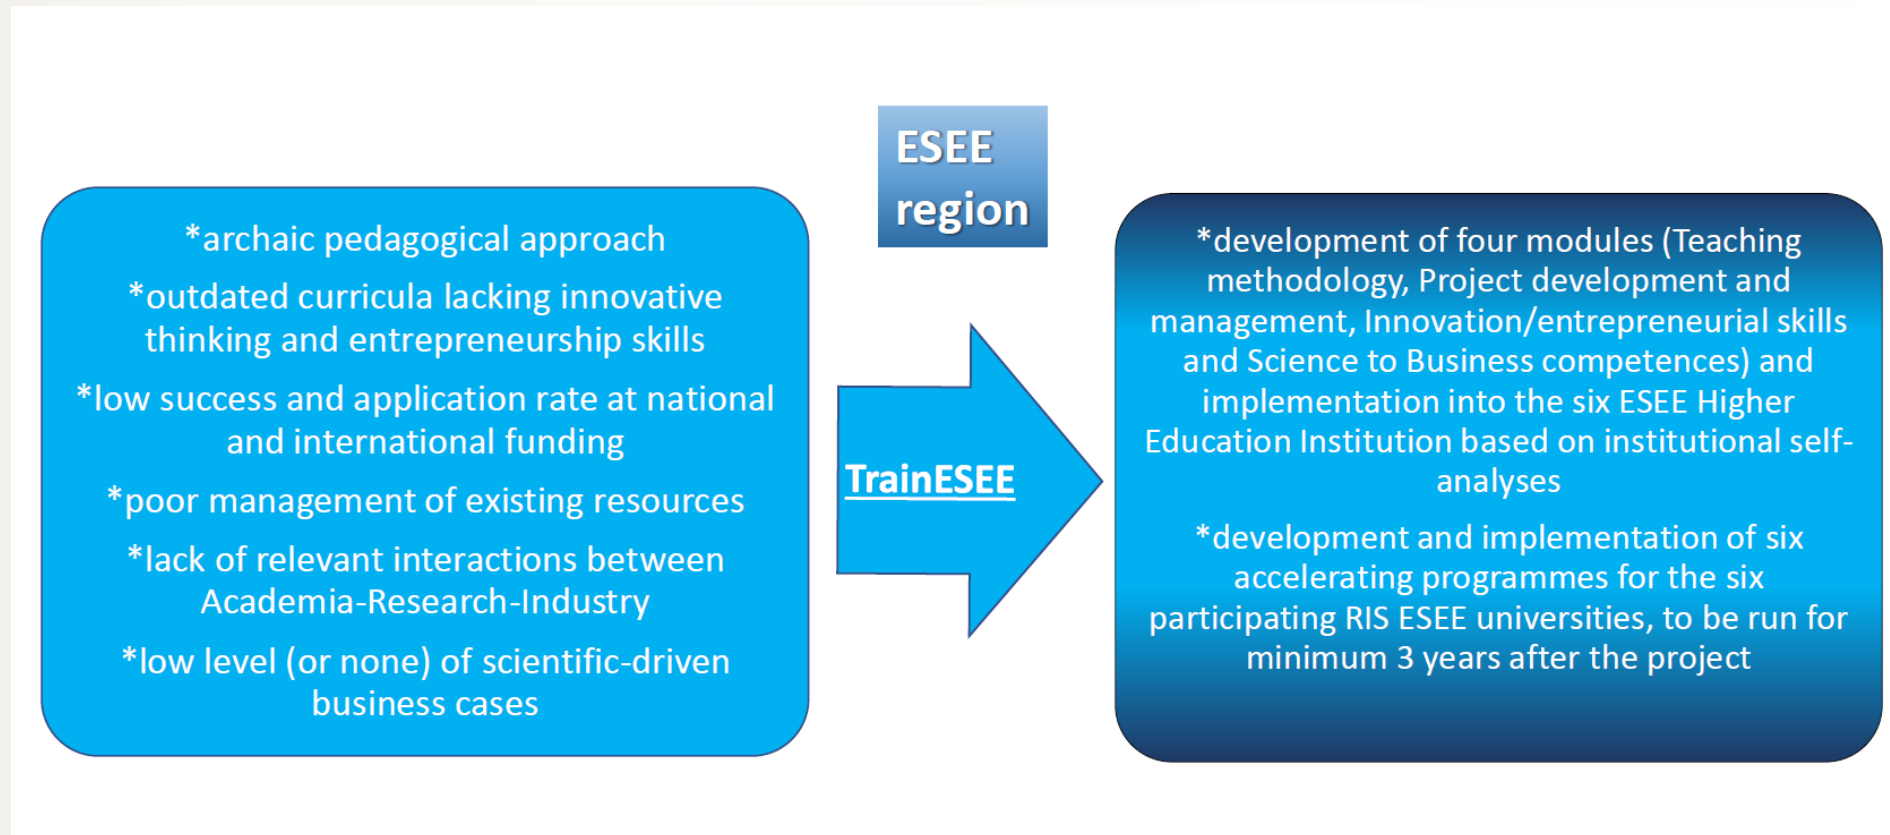 ESEE
region
*archaic pedagogical approach
*outdated curricula lacking innovative
thinking and entrepreneurship skills
*low success and application rate at national
and international funding
*poor management of existing resources
*lack of relevant interactions between
Academia-Research-Industry
*low level (or none) of scientific-driven
business cases
TrainESEE
*development of four modules (Teaching
methodology, Project development and
management, Innovation/entrepreneurial skills
and Science to Business competences) and
implementation into the six ESEE Higher
Education Institution based on institutional self-
analyses
*development and implementation of six
accelerating programmes for the six
participating RIS ESEE universities, to be run for
minimum 3 years after the project